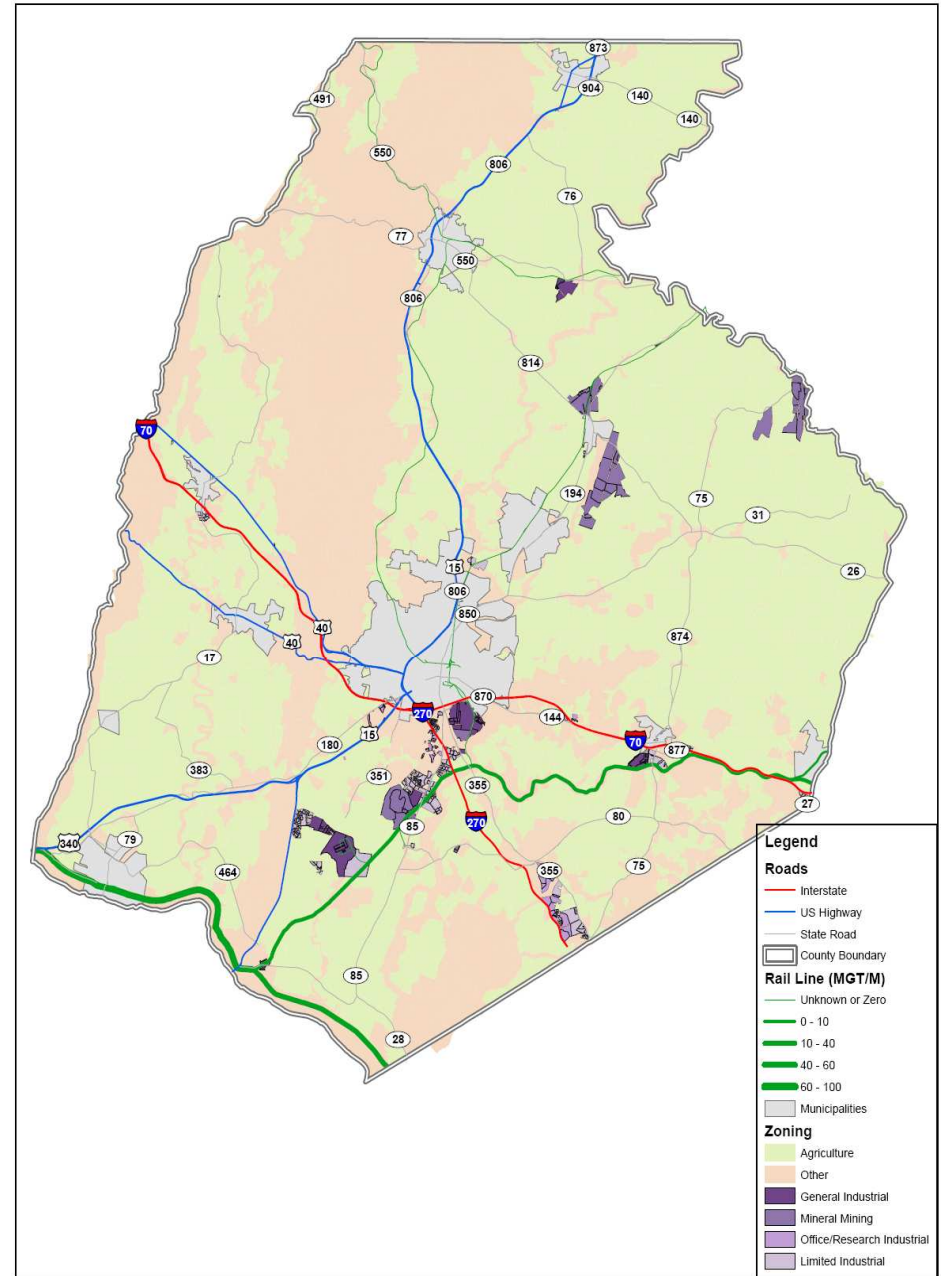 873
904
140
491
140
550
806
76
77
550
806
814
70
194
75
31
15
26
806
850
40
874
40
17
870
270
144
15
180
70
877
351
383
355
27
85
270
80
340
79
355
75
464
85
28
Legend
Roads
Interstate
US Highway
State Road
County Boundary
Rail Line (MGT/M)
Unknown or Zero
0 - 10
10 - 40
40 - 60
60 - 100
Municipalities
Zoning
Agriculture
Other
General Industrial
Mineral Mining
Office/Research Industrial
Limited Industrial